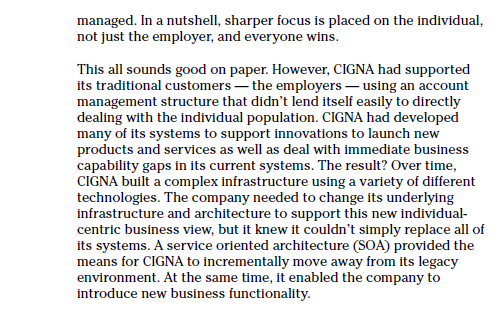 managed. In a nutshell, sharper focus is placed on the individual,
not just the employer, and everyone wins.
This all sounds good on paper. However, CIGNA had supported
its traditional customers — the employers — using an account
management structure that didn't lend itself easily to directly
dealing with the individual population. CIGNA had developed
many of its systems to support innovations to launch new
products and services as well as deal with immediate business
capability gaps in its current systems. The result? Over time,
CIGNA built a complex infrastructure using a variety of different
technologies. The company needed to change its underlying
infrastructure and architecture to support this new individual-
centric business view, but it knew it couldn't simply replace all of
its systems. A service oriented architecture (SOA) provided the
means for CIGNA to incrementally move away from its legacy
environment. At the same time, it enabled the company to
introduce new business functionality.